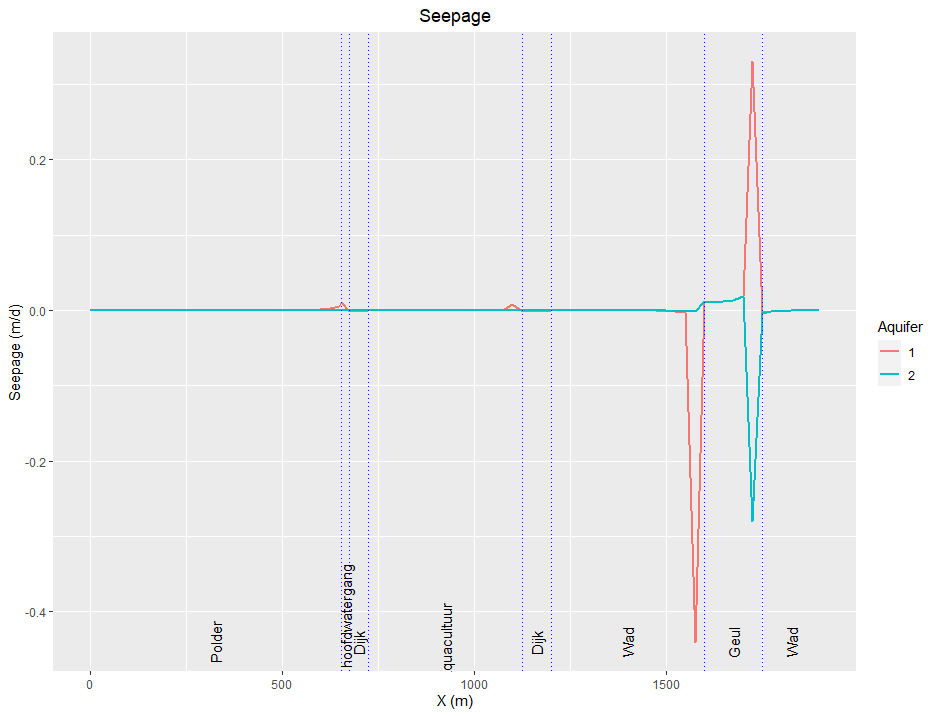 Seepage
Seepage (m/d)
0.2
0.0
-0.2
-0.4
Polder
hoofdwatergang
Dijk
quacultuur
Dijk
Wad
Geul
Wad
0
500
1000
1500
X (m)
Aquifer
1
2